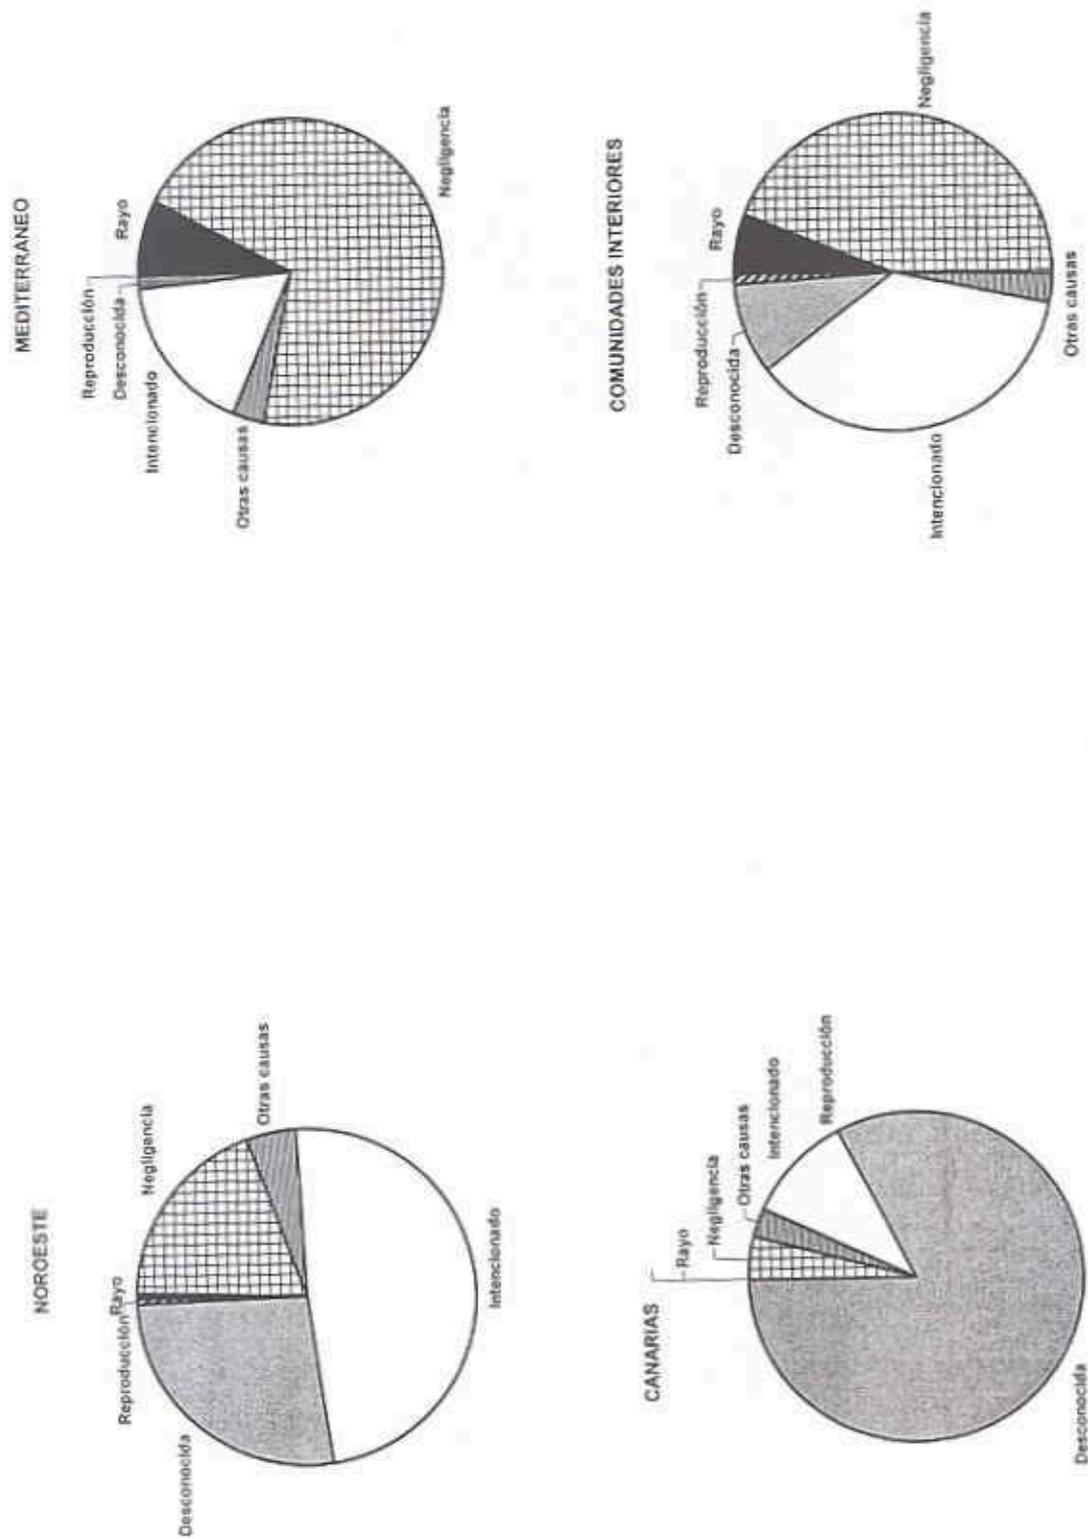 NOROESTE
Reproducción
Rayo
Negligencia
Otras causas
Intencionado
Desconocida
MEDITERRANEO
Reproducción
Desconocida
Intencionado
Otras causas
Rayo
Negligencia
CANARIAS
Rayo
Negligencia
Otras causas
Intencionado
Reproducción
Desconocida
COMUNIDADES INTERIORES
Reproducción
Desconocida
Rayo
Negligencia
Intencionado
Otras causas